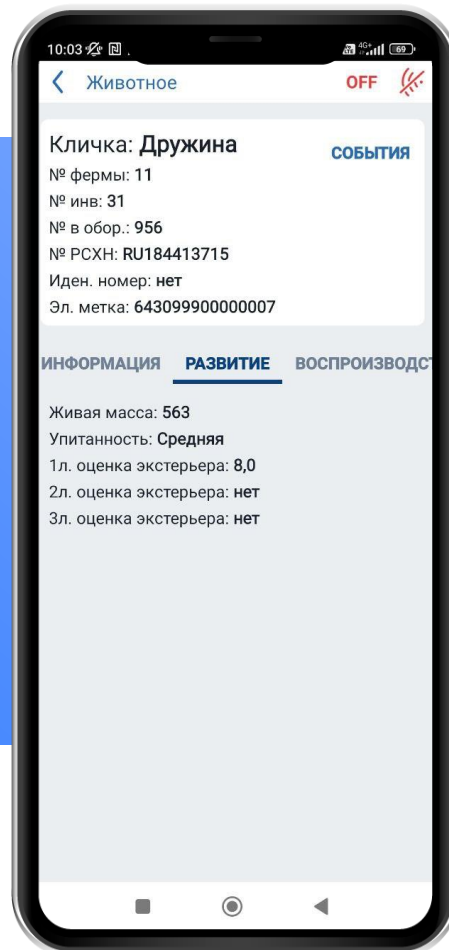 10:03
4G+
69
Животное
OFF
Кличка: Дружина
СОБЫТИЯ
№ фермы: 11
№ инв: 31
№ в обор.: 956
№ РСХН: RU184413715
Иден. номер: нет
Эл. метка: 643099900000007
ИНФОРМАЦИЯ РАЗВИТИЕ ВОСПРОИЗВОДСТ
Живая масса: 563
Упитанность: Средняя
1л. оценка экстерьера: 8,0
2л. оценка экстерьера: нет
3л. оценка экстерьера: нет